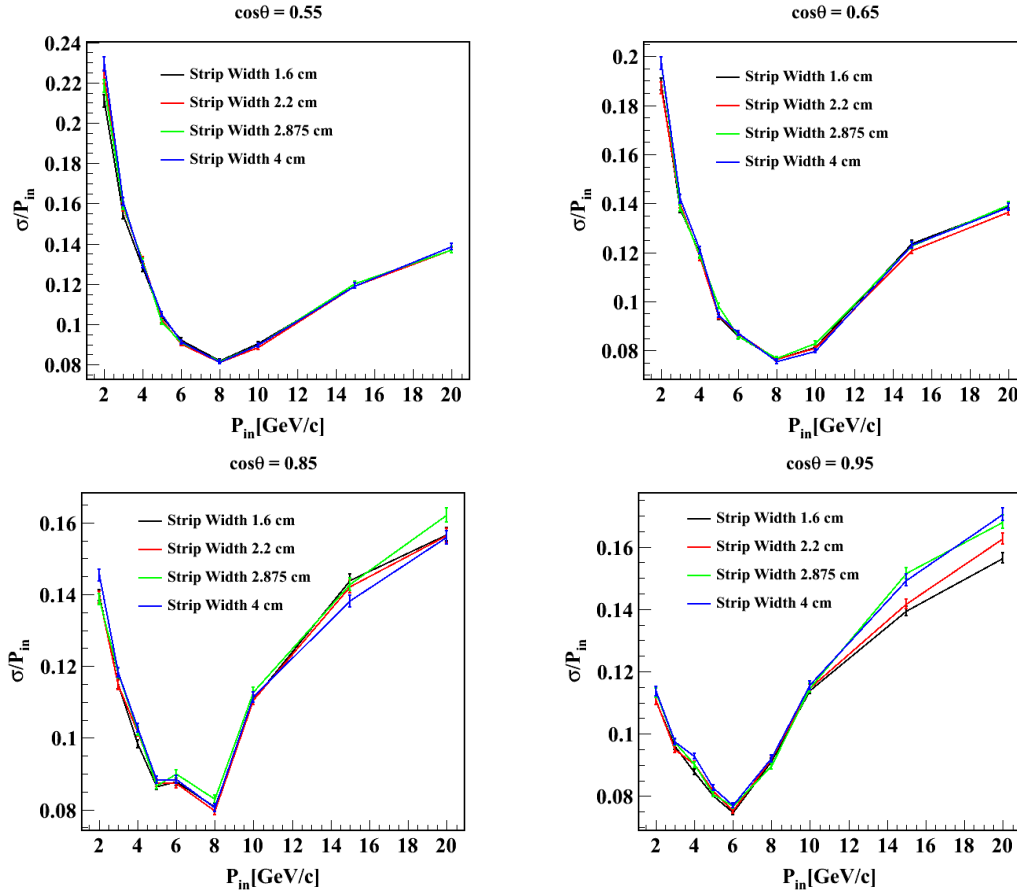 cosθ = 0.55
0.24
0.22
0.2
0.18
0.16
0.14
0.12
0.1
0.08
σ/P_in
Strip Width 1.6 cm
Strip Width 2.2 cm
Strip Width 2.875 cm
Strip Width 4 cm
2 4 6 8 10 12 14 16 18 20
P_in[GeV/c]
cosθ = 0.65
0.2
0.18
0.16
0.14
0.12
0.1
0.08
σ/P_in
Strip Width 1.6 cm
Strip Width 2.2 cm
Strip Width 2.875 cm
Strip Width 4 cm
2 4 6 8 10 12 14 16 18 20
P_in[GeV/c]
cosθ = 0.85
0.16
0.14
0.12
0.1
0.08
σ/P_in
Strip Width 1.6 cm
Strip Width 2.2 cm
Strip Width 2.875 cm
Strip Width 4 cm
2 4 6 8 10 12 14 16 18 20
P_in[GeV/c]
cosθ = 0.95
0.16
0.14
0.12
0.1
0.08
σ/P_in
Strip Width 1.6 cm
Strip Width 2.2 cm
Strip Width 2.875 cm
Strip Width 4 cm
2 4 6 8 10 12 14 16 18 20
P_in[GeV/c]